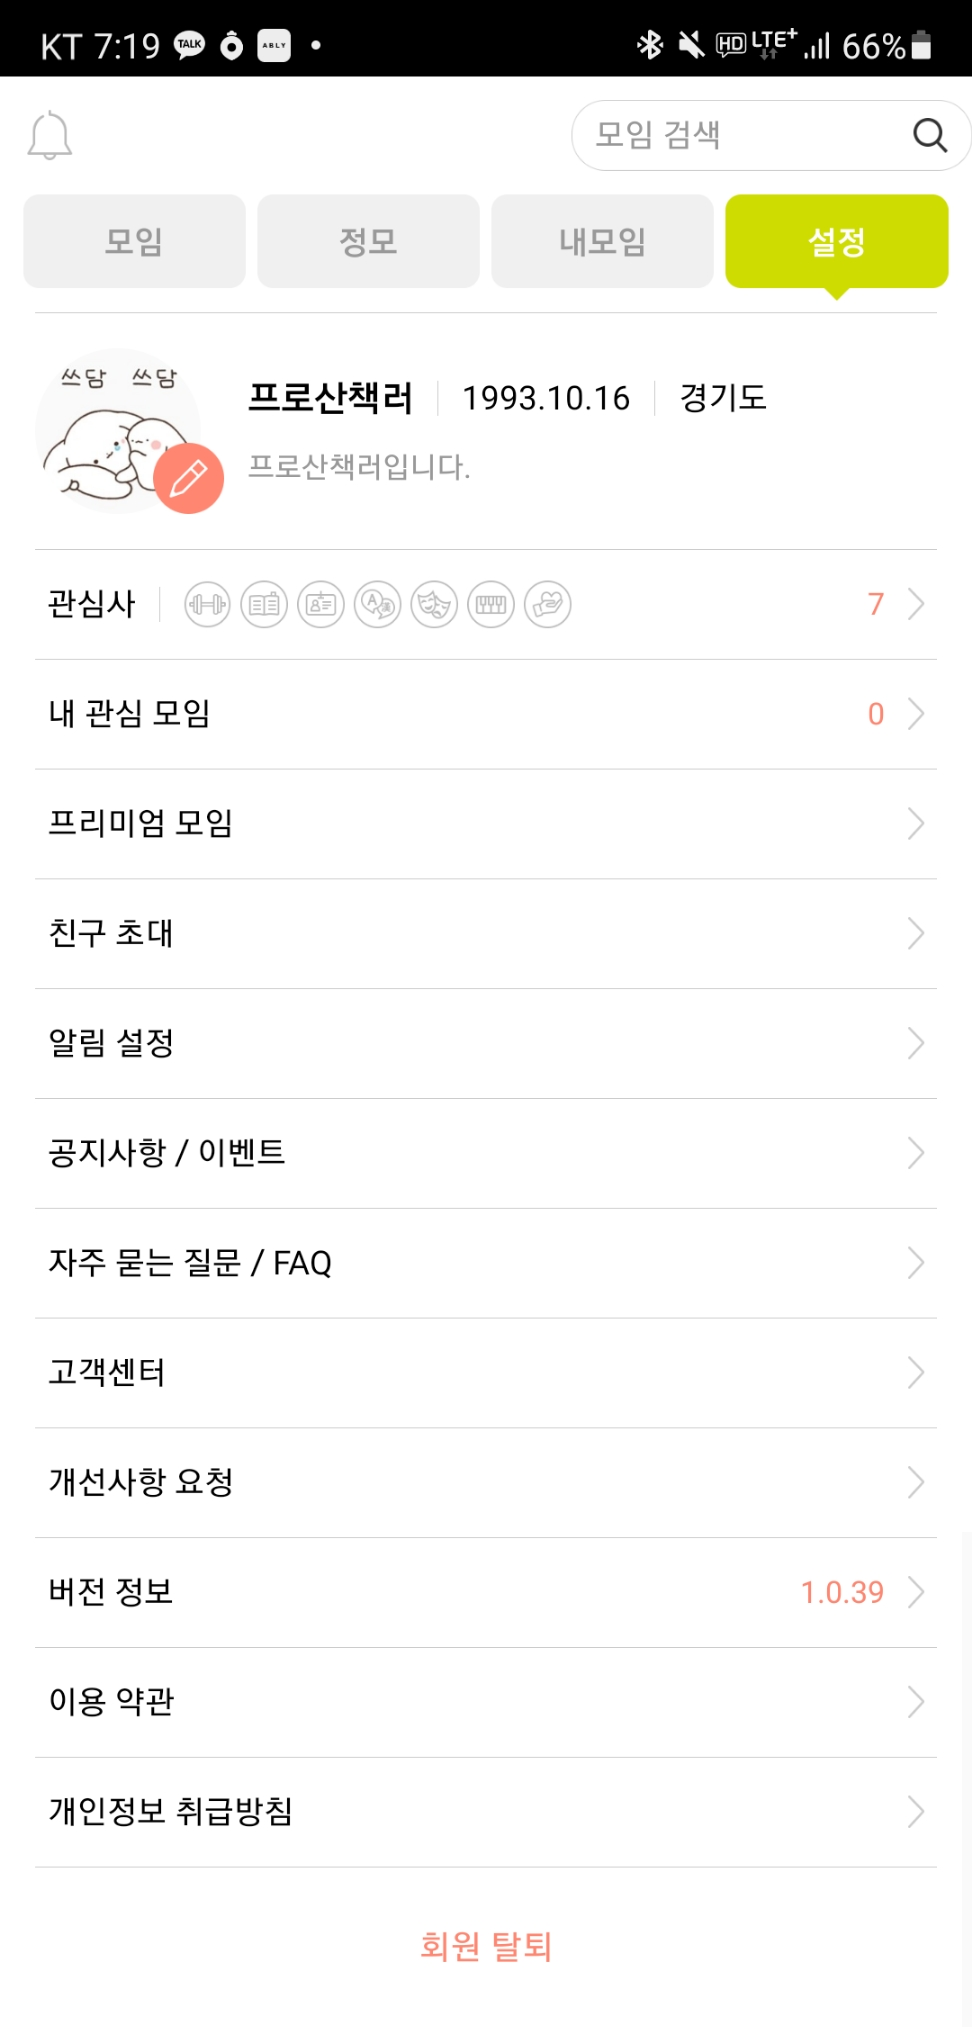 KT 7:19 TALK ABLY HD LTE+ 66%
모임 검색
모임 정모 내모임 설정
쓰담 쓰담
프로산책러 1993.10.16 경기도
프로산책러입니다.
관심사 7
내 관심 모임 0
프리미엄 모임
친구 초대
알림 설정
공지사항 / 이벤트
자주 묻는 질문 / FAQ
고객센터
개선사항 요청
버전 정보 1.0.39
이용 약관
개인정보 취급방침
회원 탈퇴